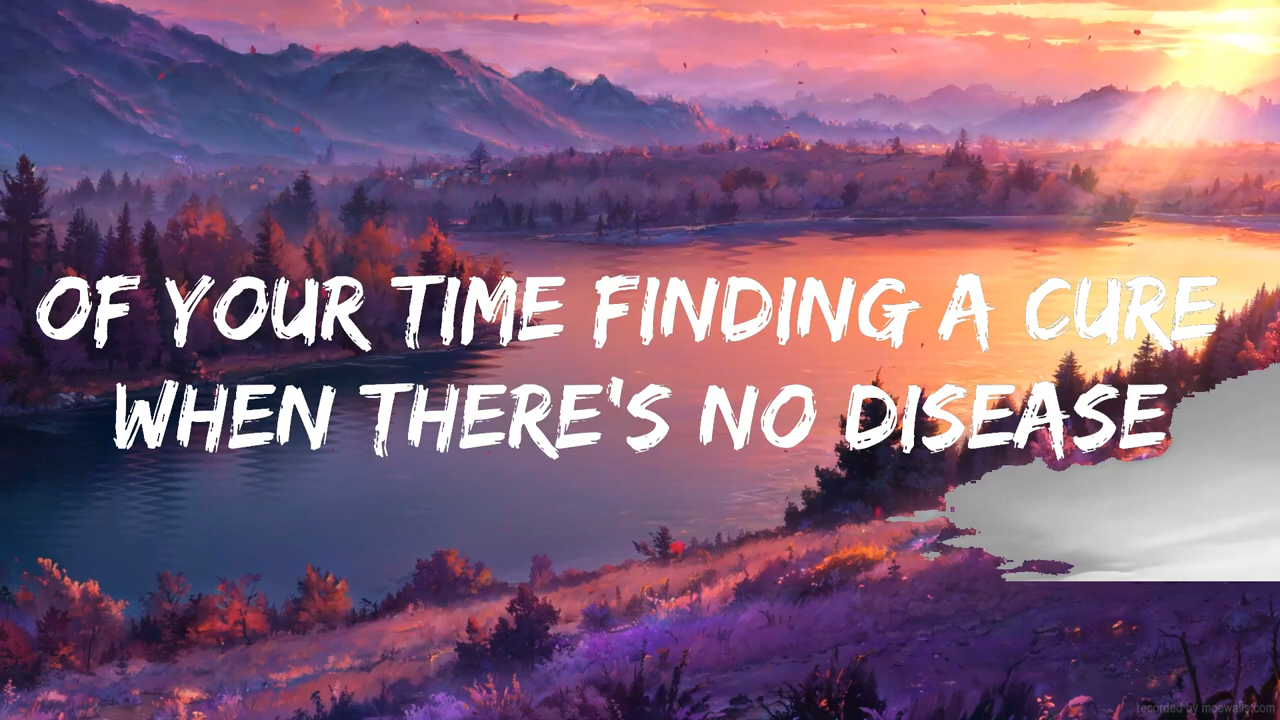 OF YOUR TIME FINDING A CURE
WHEN THERE'S NO DISEASE
recorded by moewalls.com